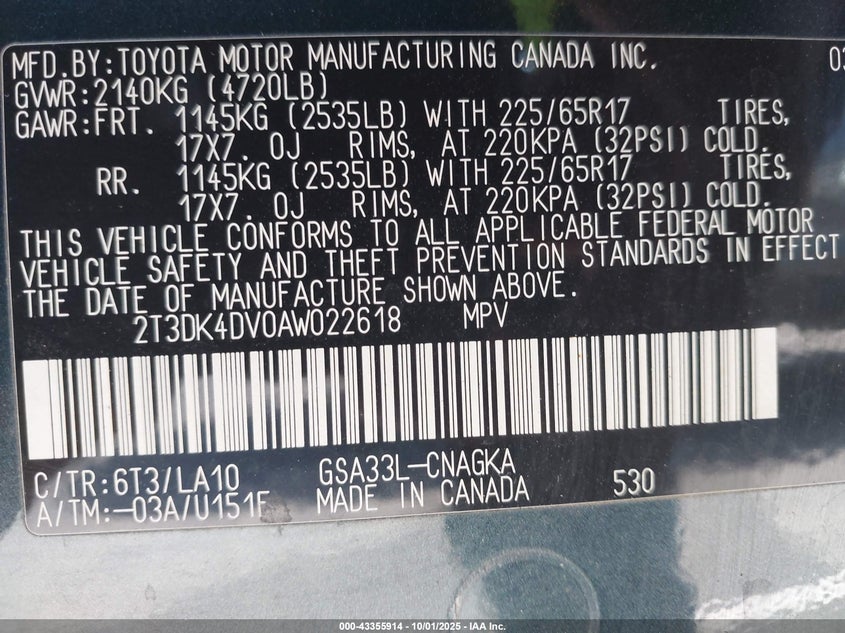 MFD.BY:TOYOTA MOTOR MANUFACTURING CANADA INC. 03
GVWR:2140KG (4720LB)
GAWR:FRT. 1145KG (2535LB) WITH 225/65R17 TIRES,
17X7.0J RIMS, AT 220KPA (32PSI) COLD.
RR. 1145KG (2535LB) WITH 225/65R17 TIRES,
17X7.0J RIMS, AT 220KPA (32PSI) COLD.
THIS VEHICLE CONFORMS TO ALL APPLICABLE FEDERAL MOTOR
VEHICLE SAFETY AND THEFT PREVENTION STANDARDS IN EFFECT
THE DATE OF MANUFACTURE SHOWN ABOVE.
2T3DK4DV0AW022618 MPV
C/TR:6T3/LA10 GSA33L-CNAGKA
A/TM:-03A/U151F MADE IN CANADA 530
000-43355914 - 10/01/2025 - IAA Inc.